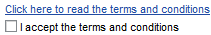 Click here to read the terms and conditions
I accept the terms and conditions